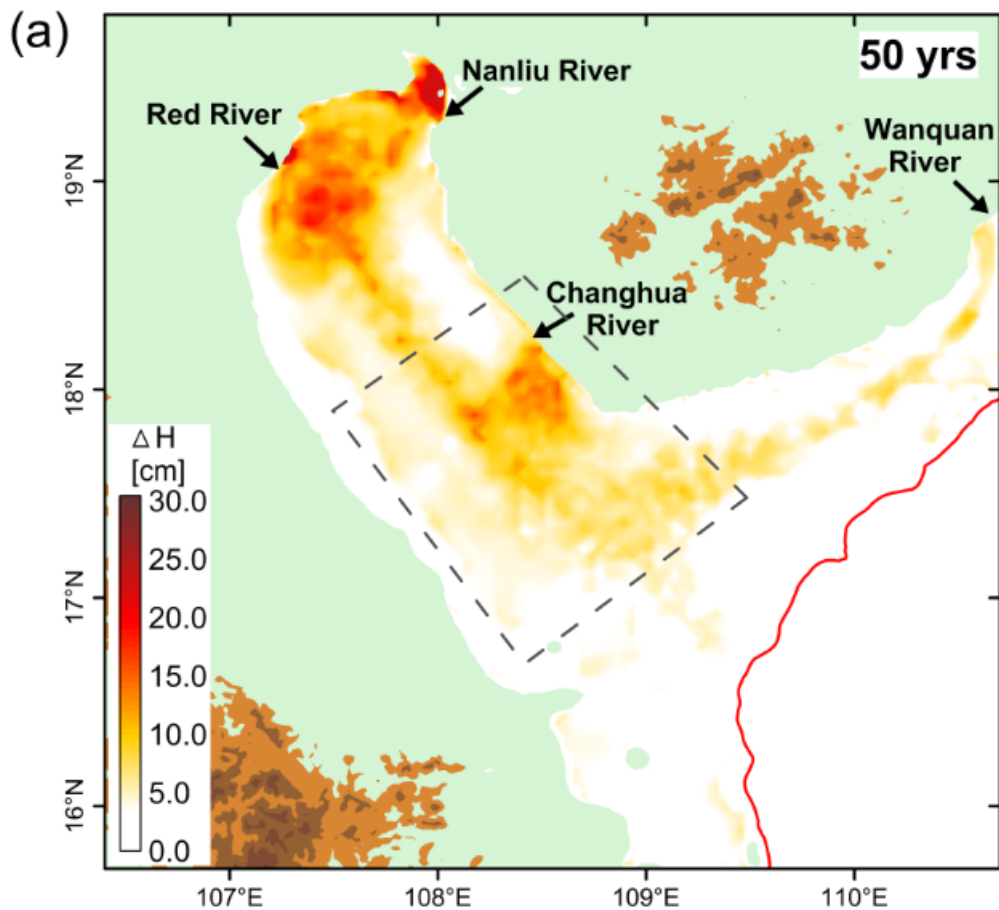 (a)
50 yrs
Nanliu River
Red River
Wanquan
River
19°N
Changhua
River
18°N
△ H
[cm]
30.0
25.0
20.0
15.0
10.0
5.0
0.0
17°N
16°N
107°E
108°E
109°E
110°E